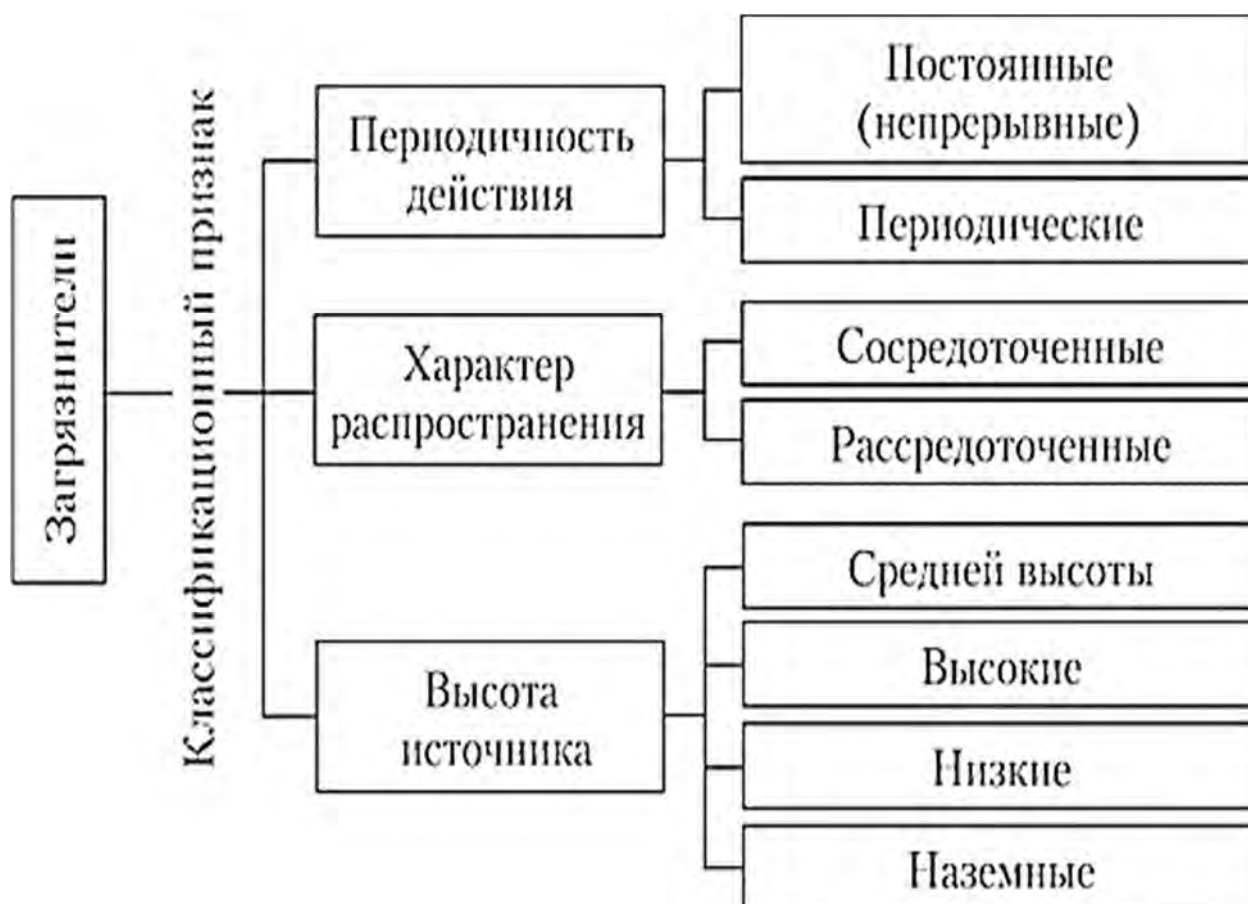 Загрязнители
Классификационный признак
Периодичность
действия
Постоянные
(непрерывные)
Периодические
Характер
распространения
Сосредоточенные
Рассредоточенные
Высота
источника
Средней высоты
Высокие
Низкие
Наземные